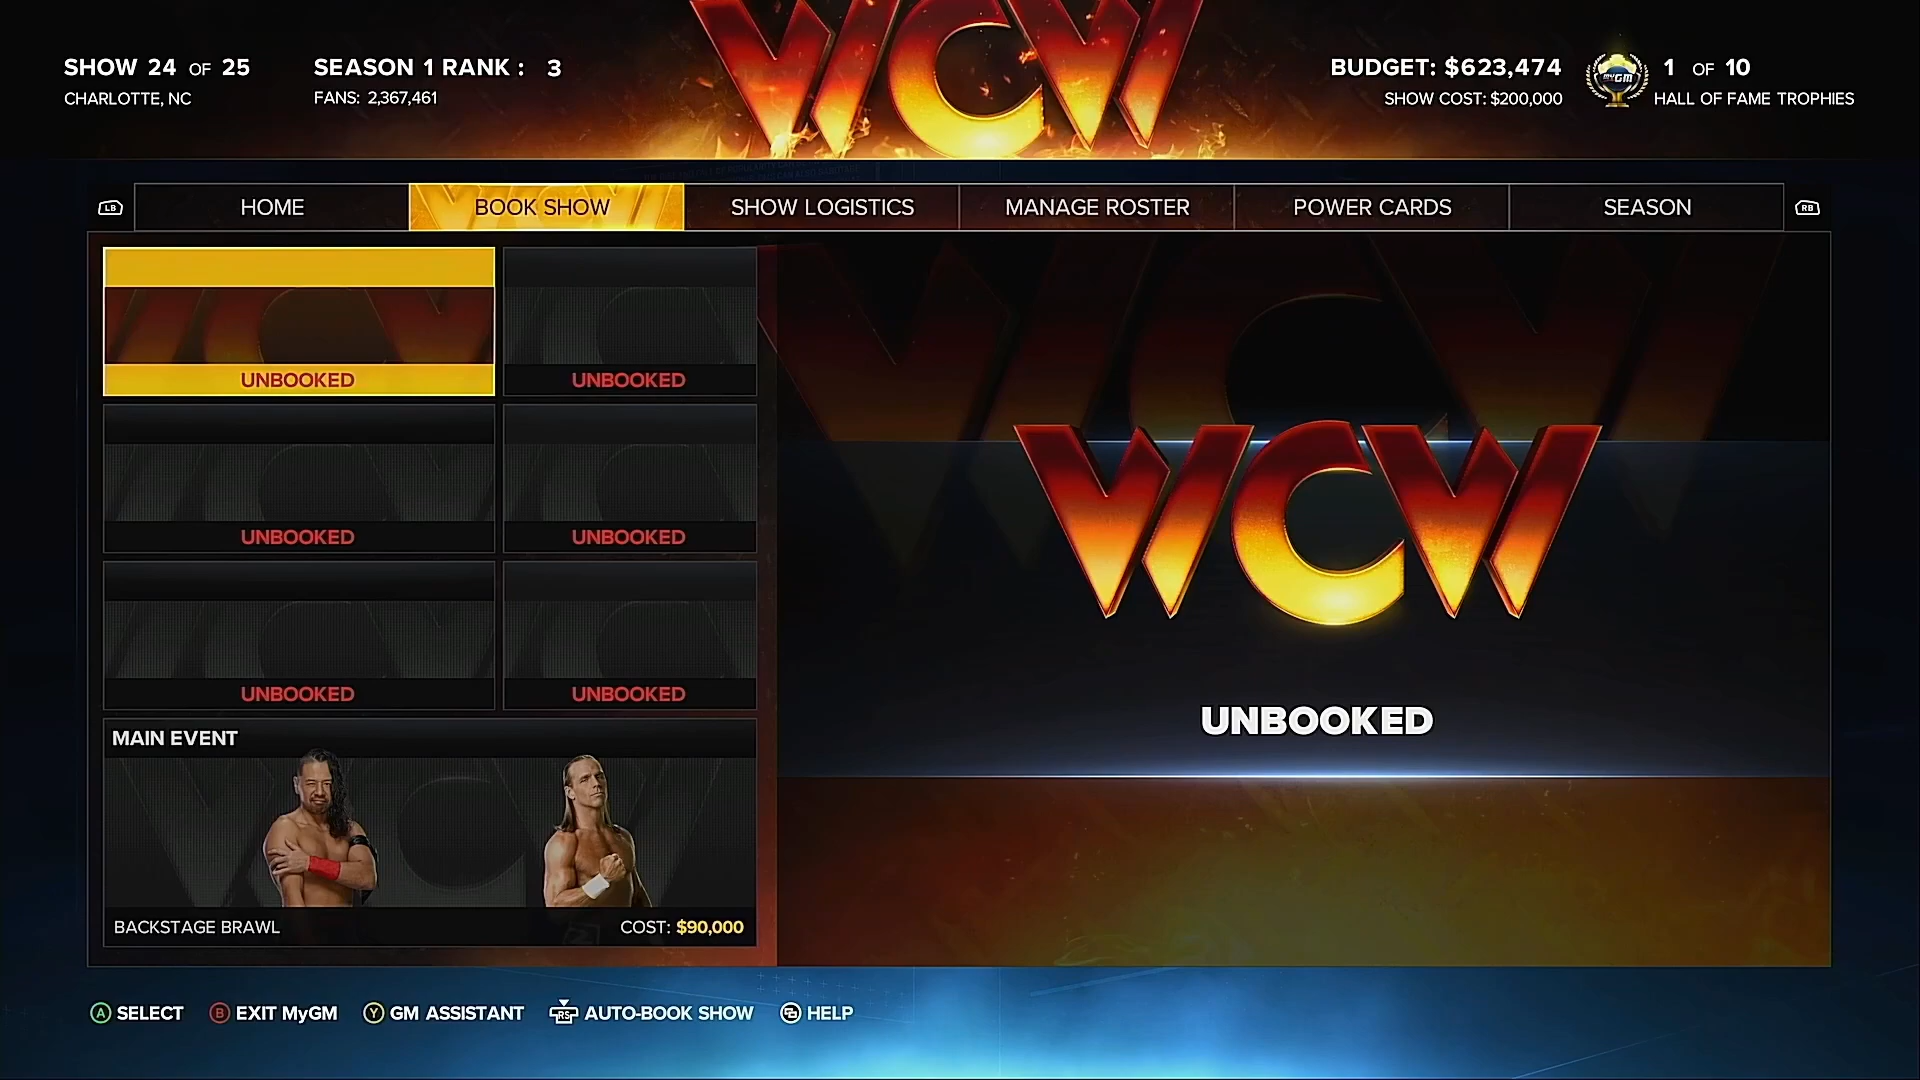 WCW
SHOW 24 OF 25
CHARLOTTE, NC
SEASON 1 RANK : 3
FANS: 2,367,461
BUDGET: $623,474
SHOW COST: $200,000
MyGM
1 OF 10
HALL OF FAME TROPHIES
LB
HOME
BOOK SHOW
SHOW LOGISTICS
MANAGE ROSTER
POWER CARDS
SEASON
RB
UNBOOKED
UNBOOKED
UNBOOKED
UNBOOKED
UNBOOKED
UNBOOKED
MAIN EVENT
BACKSTAGE BRAWL
COST: $90,000
WCW
UNBOOKED
A SELECT
B EXIT MyGM
Y GM ASSISTANT
RS AUTO-BOOK SHOW
HELP